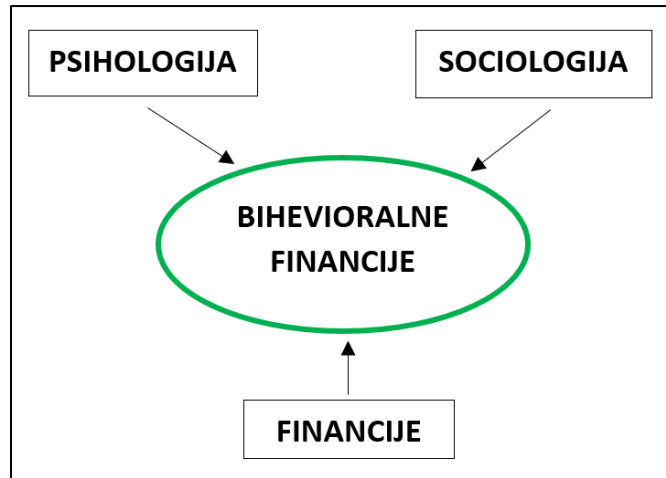 PSIHOLOGIJA
SOCIOLOGIJA
BIHEVIORALNE
FINANCIJE
FINANCIJE